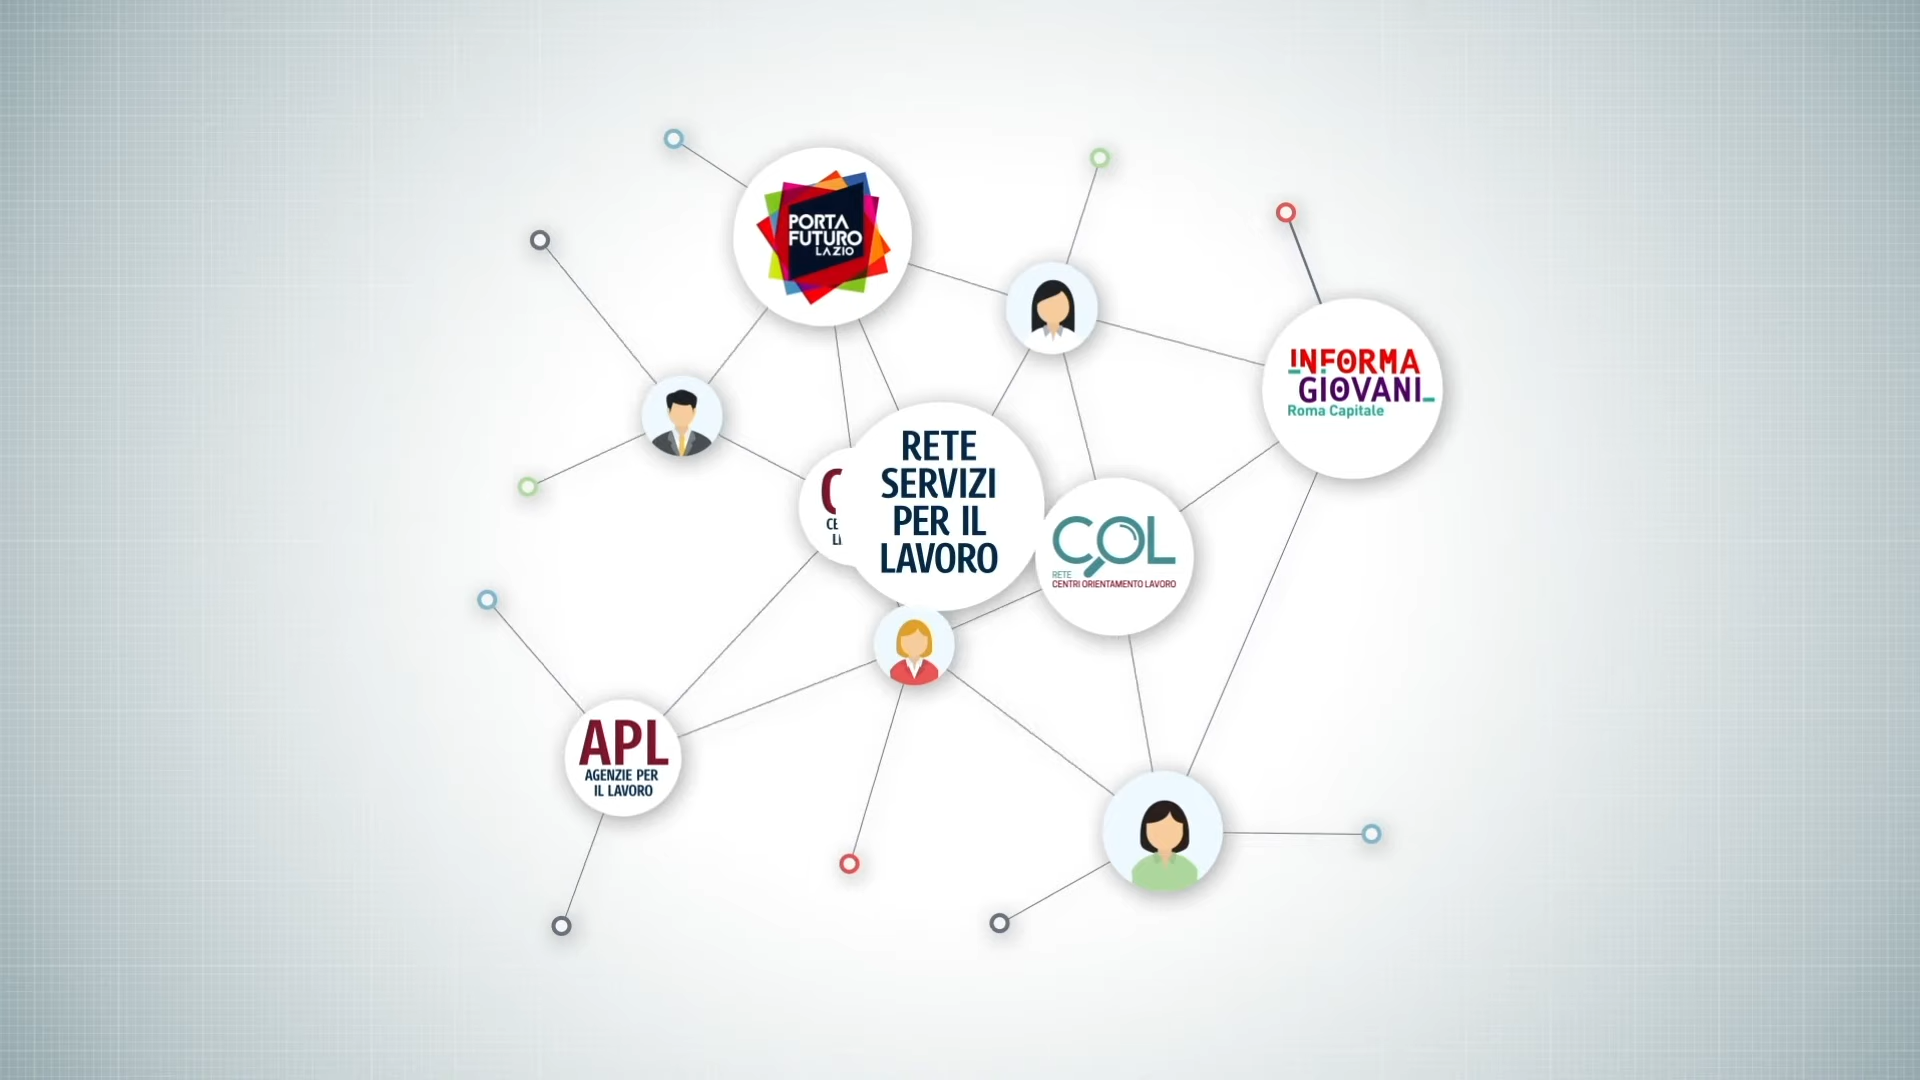 PORTA
FUTURO
LAZIO
INFORMA
GIOVANI_
Roma Capitale
RETE
SERVIZI
PER IL
LAVORO
COL
RETE
CENTRI ORIENTAMENTO LAVORO
APL
AGENZIE PER
IL LAVORO